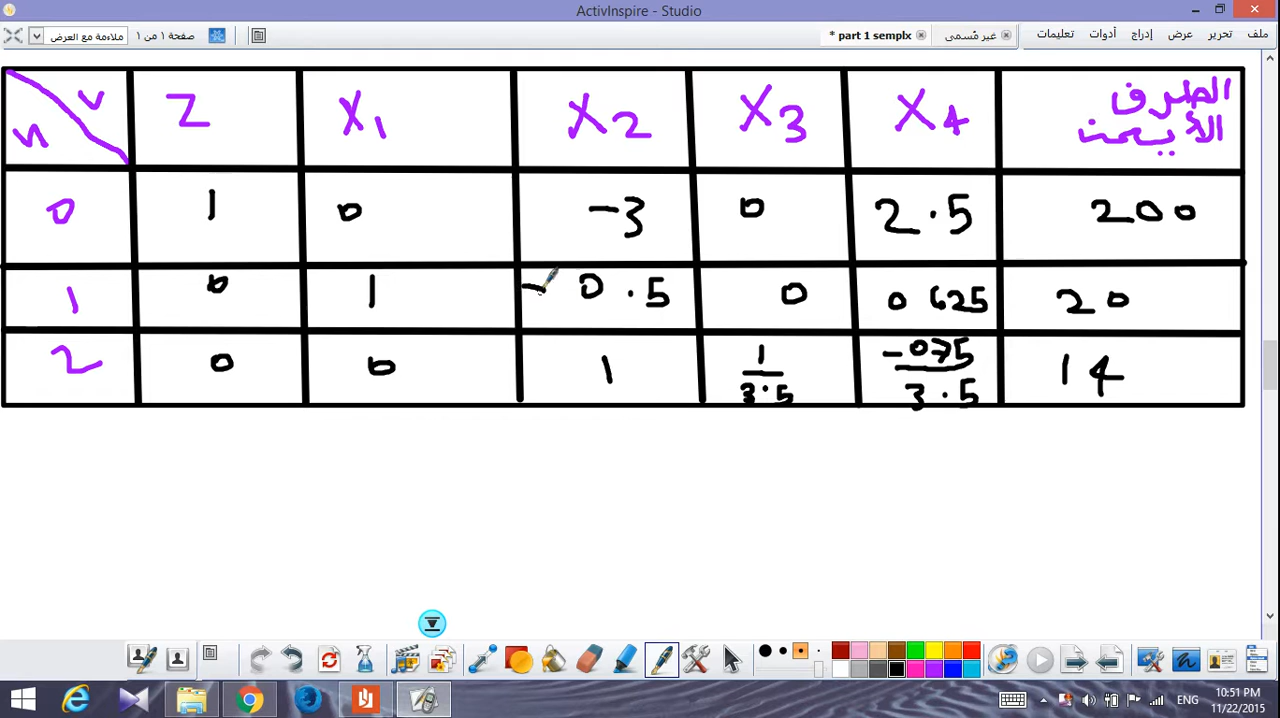 ActivInspire - Studio
ملف تحرير عرض إدراج أدوات تعليمات
غير مُسمى
part 1 semplx *
صفحة ١ من ١
ملاءمة مع العرض
n v Z X1 X2 X3 X4 الطرف الأيمن
0 1 0 -3 0 2.5 200
1 0 1 - 0.5 0 0 625 20
2 0 0 1 1/3.5 -075/3.5 14
ENG
10:51 PM
11/22/2015